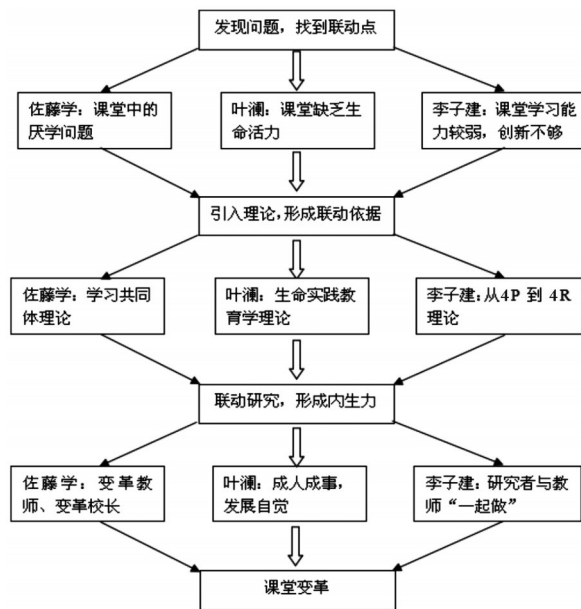 发现问题，找到联动点
佐藤学：课堂中的
厌学问题
叶澜：课堂缺乏生
命活力
李子建：课堂学习能
力较弱，创新不够
引入理论，形成联动依据
佐藤学：学习共同
体理论
叶澜：生命实践教
育学理论
李子建：从4P 到 4R
理论
联动研究，形成内生力
佐藤学：变革教
师、变革校长
叶澜：成人成事，
发展自觉
李子建：研究者与教
师“一起做”
课堂变革